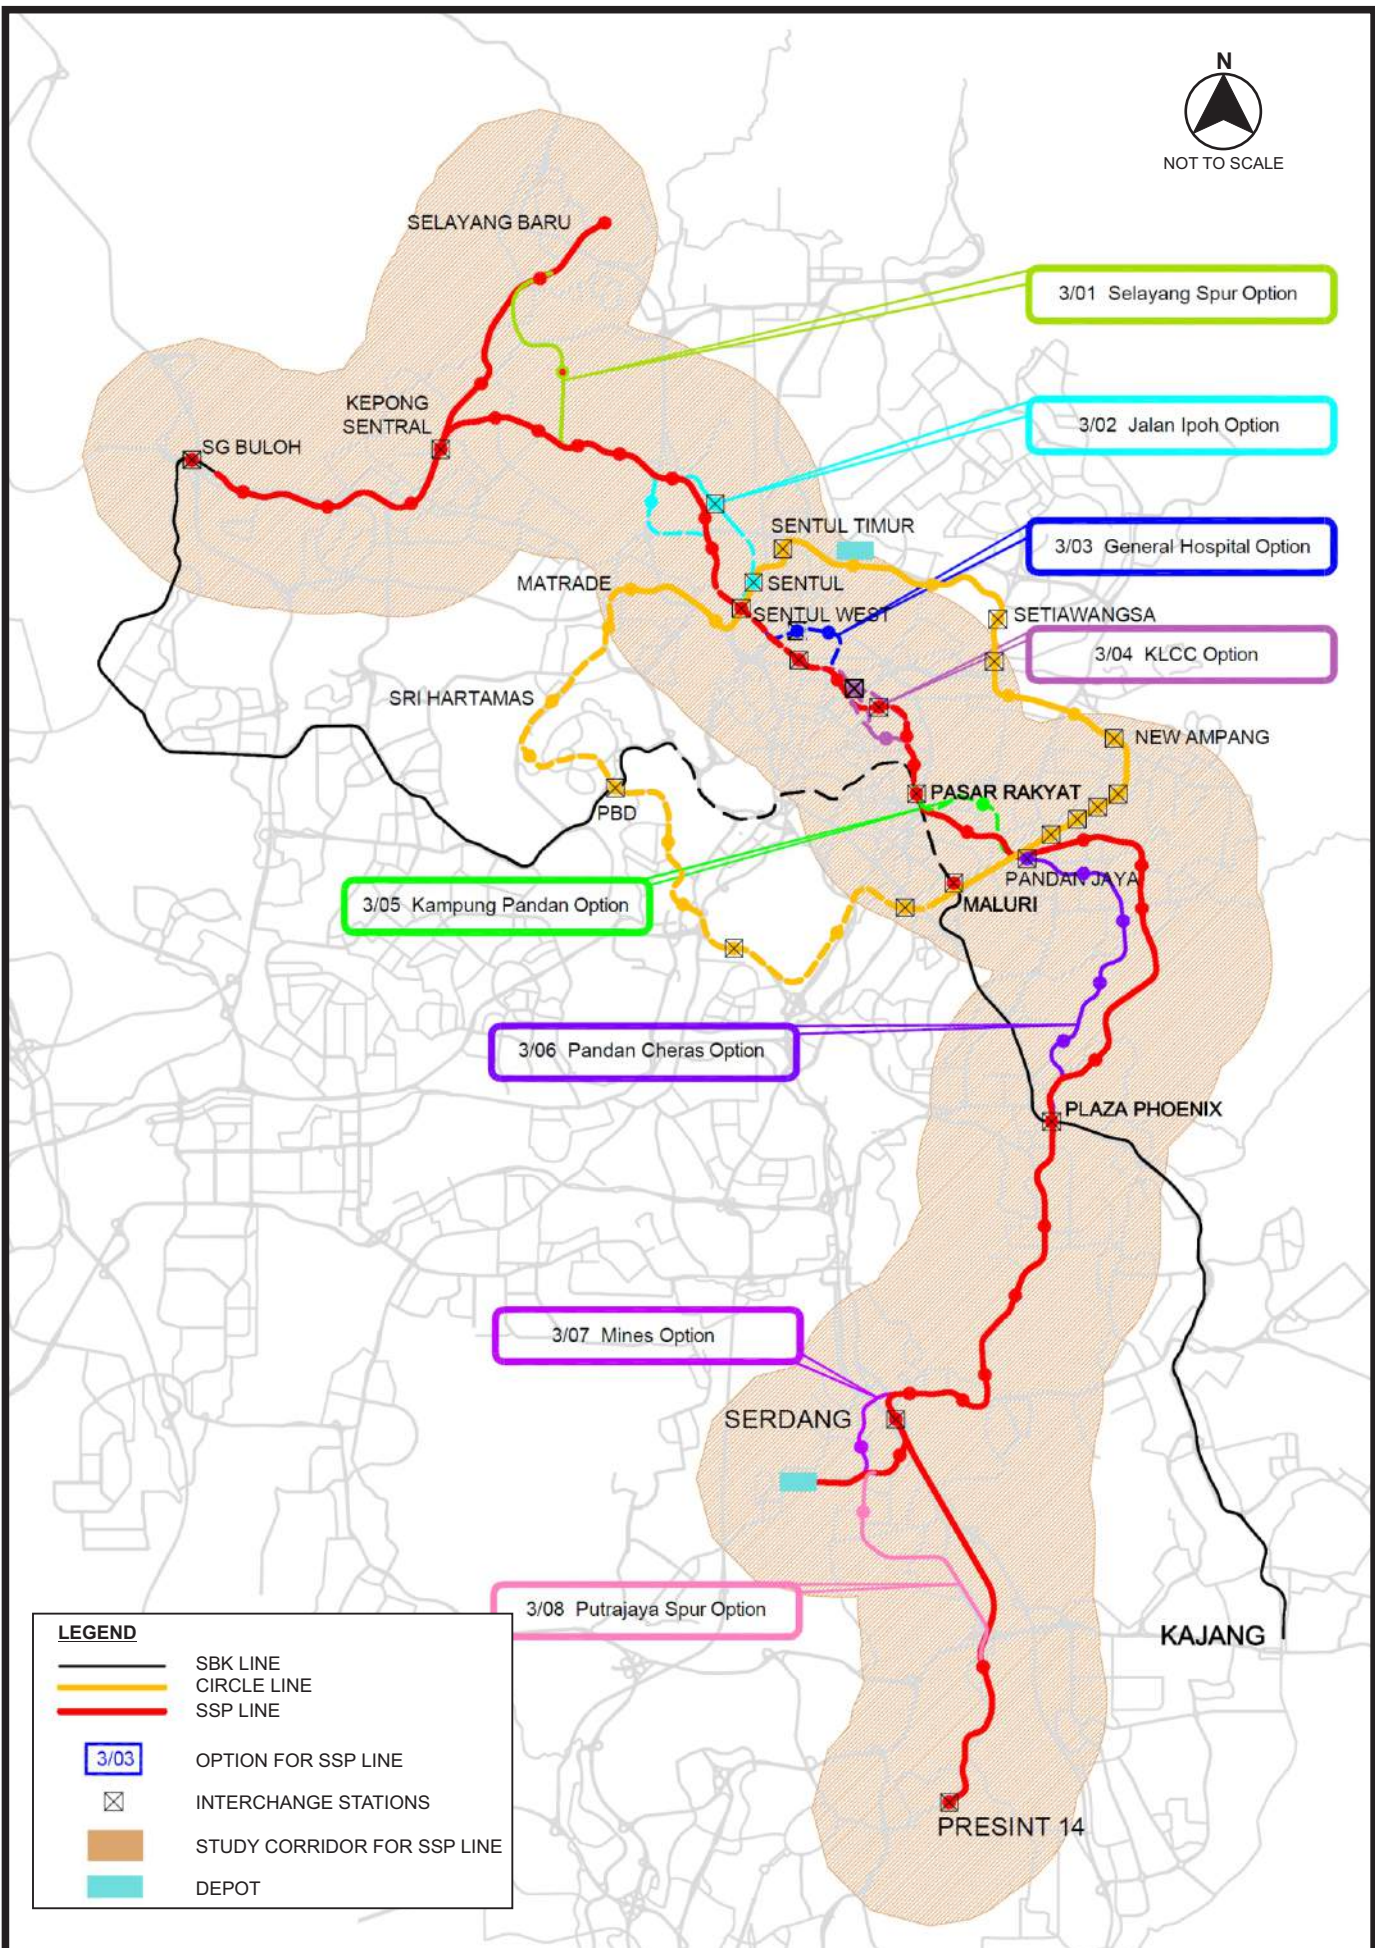 N
NOT TO SCALE
SELAYANG BARU
3/01 Selayang Spur Option
KEPONG
SENTRAL
3/02 Jalan Ipoh Option
SG BULOH
SENTUL TIMUR
3/03 General Hospital Option
MATRADE
SENTUL
SENTUL WEST
SETIAWANGSA
3/04 KLCC Option
SRI HARTAMAS
NEW AMPANG
PASAR RAKYAT
PBD
PANDAN JAYA
3/05 Kampung Pandan Option
MALURI
3/06 Pandan Cheras Option
PLAZA PHOENIX
3/07 Mines Option
SERDANG
3/08 Putrajaya Spur Option
KAJANG
PRESINT 14
LEGEND
SBK LINE
CIRCLE LINE
SSP LINE
3/03 OPTION FOR SSP LINE
INTERCHANGE STATIONS
STUDY CORRIDOR FOR SSP LINE
DEPOT